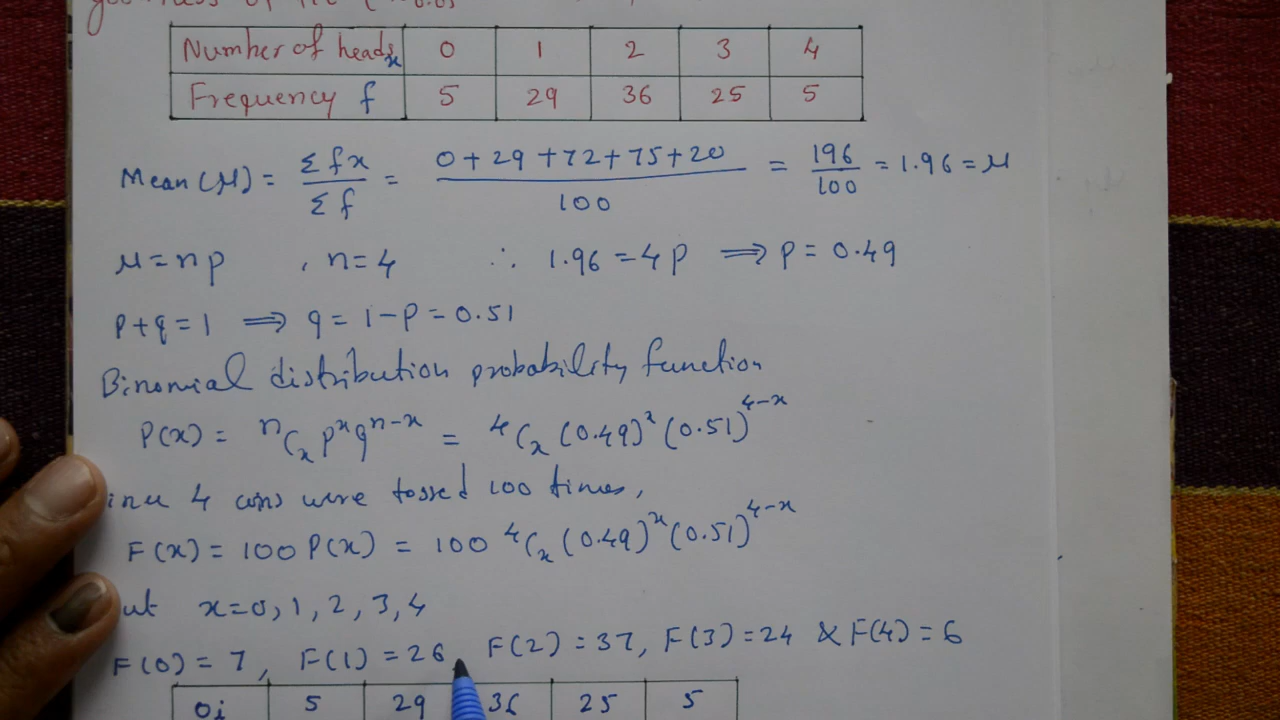 Number of heads x 0 1 2 3 4
Frequency f 5 29 36 25 5
Mean (μ) = Σfx / Σf = 0 + 29 + 72 + 75 + 20 / 100 = 196 / 100 = 1.96 = μ
μ = np , n = 4 ∴ 1.96 = 4p ⟹ p = 0.49
p + q = 1 ⟹ q = 1 - p = 0.51
Binomial distribution probability function
P(x) = ⁿCₓ pˣ qⁿ⁻ˣ = ⁴Cₓ (0.49)ˣ (0.51)⁴⁻ˣ
ince 4 coins were tossed 100 times,
F(x) = 100 P(x) = 100 ⁴Cₓ (0.49)ˣ (0.51)⁴⁻ˣ
ut x = 0, 1, 2, 3, 4
F(0) = 7, F(1) = 26, F(2) = 37, F(3) = 24 & F(4) = 6
Oi 5 29 36 25 5